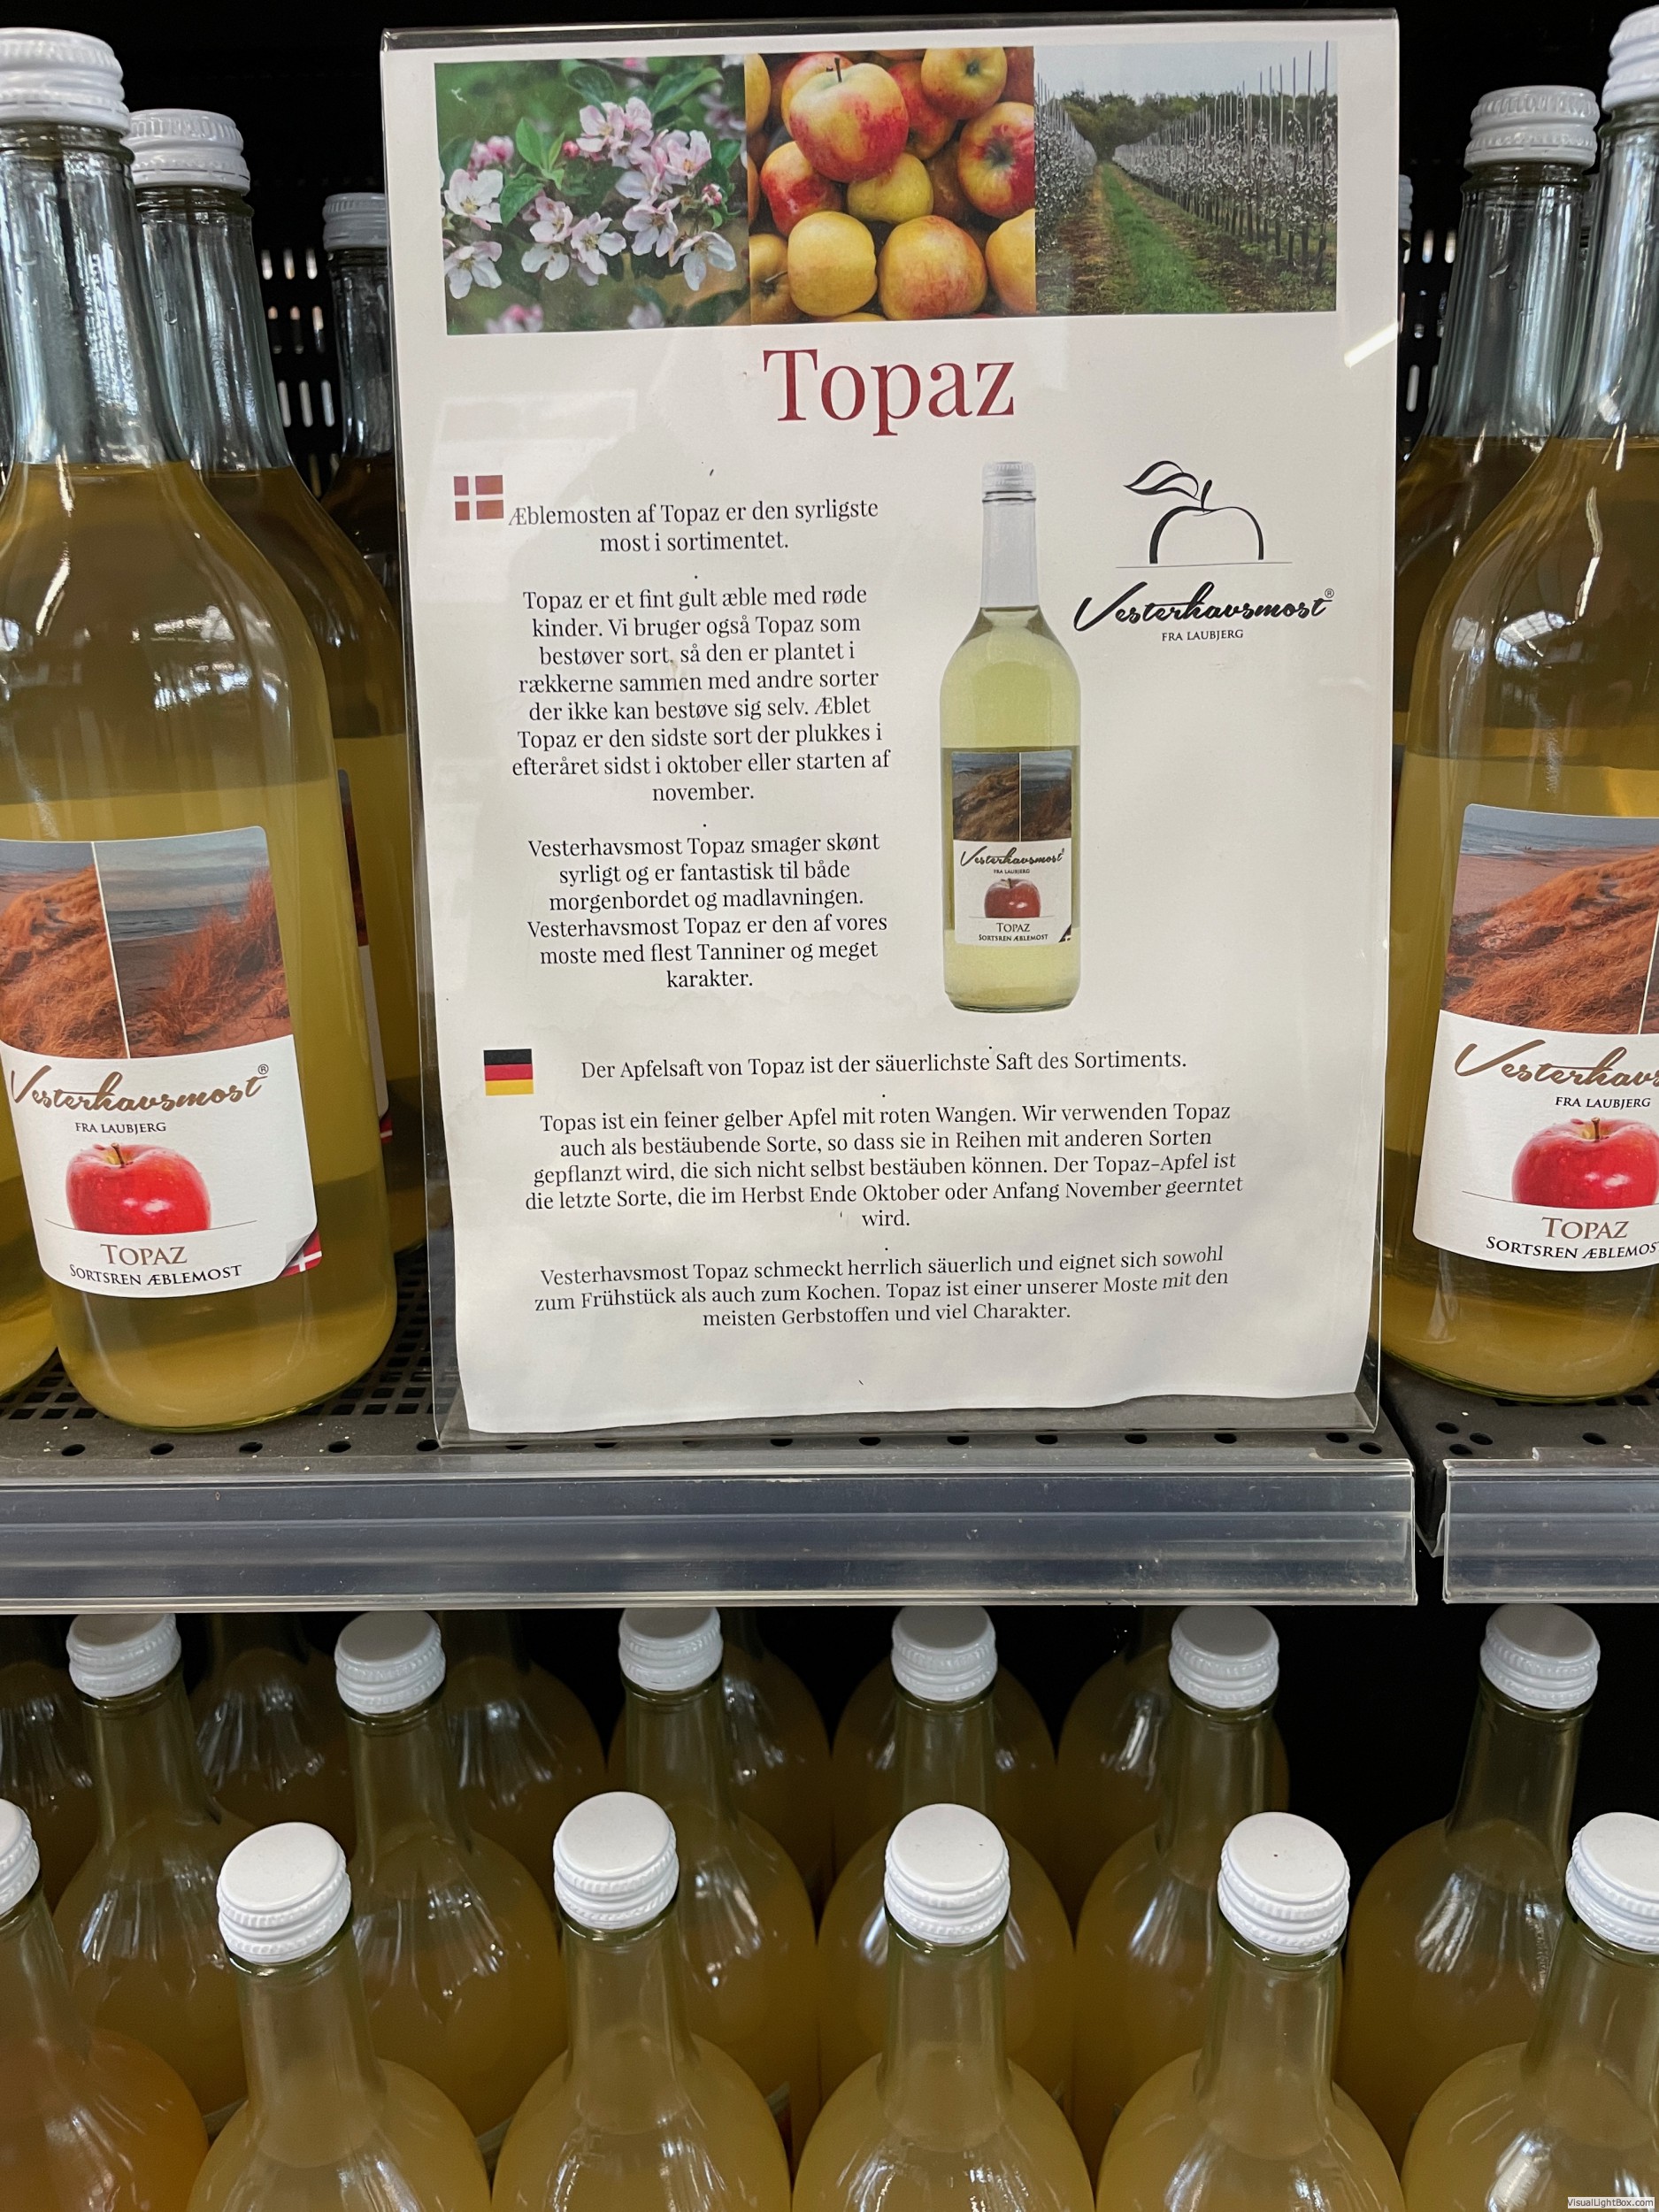 Topaz
Æblemosten af Topaz er den syrligste
most i sortimentet.
Topaz er et fint gult æble med røde
kinder. Vi bruger også Topaz som
bestøver sort, så den er plantet i
rækkerne sammen med andre sorter
der ikke kan bestøve sig selv. Æblet
Topaz er den sidste sort der plukkes i
efteråret sidst i oktober eller starten af
november.
Vesterhavsmost Topaz smager skønt
syrligt og er fantastisk til både
morgenbordet og madlavningen.
Vesterhavsmost Topaz er den af vores
moste med flest Tanniner og meget
karakter.
Vesterhavsmost®
FRA LAUBJERG
Vesterhavsmost
FRA LAUBJERG
TOPAZ
SORTSREN ÆBLEMOST
Der Apfelsaft von Topaz ist der säuerlichste Saft des Sortiments.
Topas ist ein feiner gelber Apfel mit roten Wangen. Wir verwenden Topaz
auch als bestäubende Sorte, so dass sie in Reihen mit anderen Sorten
gepflanzt wird, die sich nicht selbst bestäuben können. Der Topaz-Apfel ist
die letzte Sorte, die im Herbst Ende Oktober oder Anfang November geerntet
wird.
Vesterhavsmost Topaz schmeckt herrlich säuerlich und eignet sich sowohl
zum Frühstück als auch zum Kochen. Topaz ist einer unserer Moste mit den
meisten Gerbstoffen und viel Charakter.
Vesterhavsmost®
FRA LAUBJERG
TOPAZ
SORTSREN ÆBLEMOST
Vesterhavs
FRA LAUBJERG
TOPAZ
SORTSREN ÆBLEMOS
VisualLightBox.com